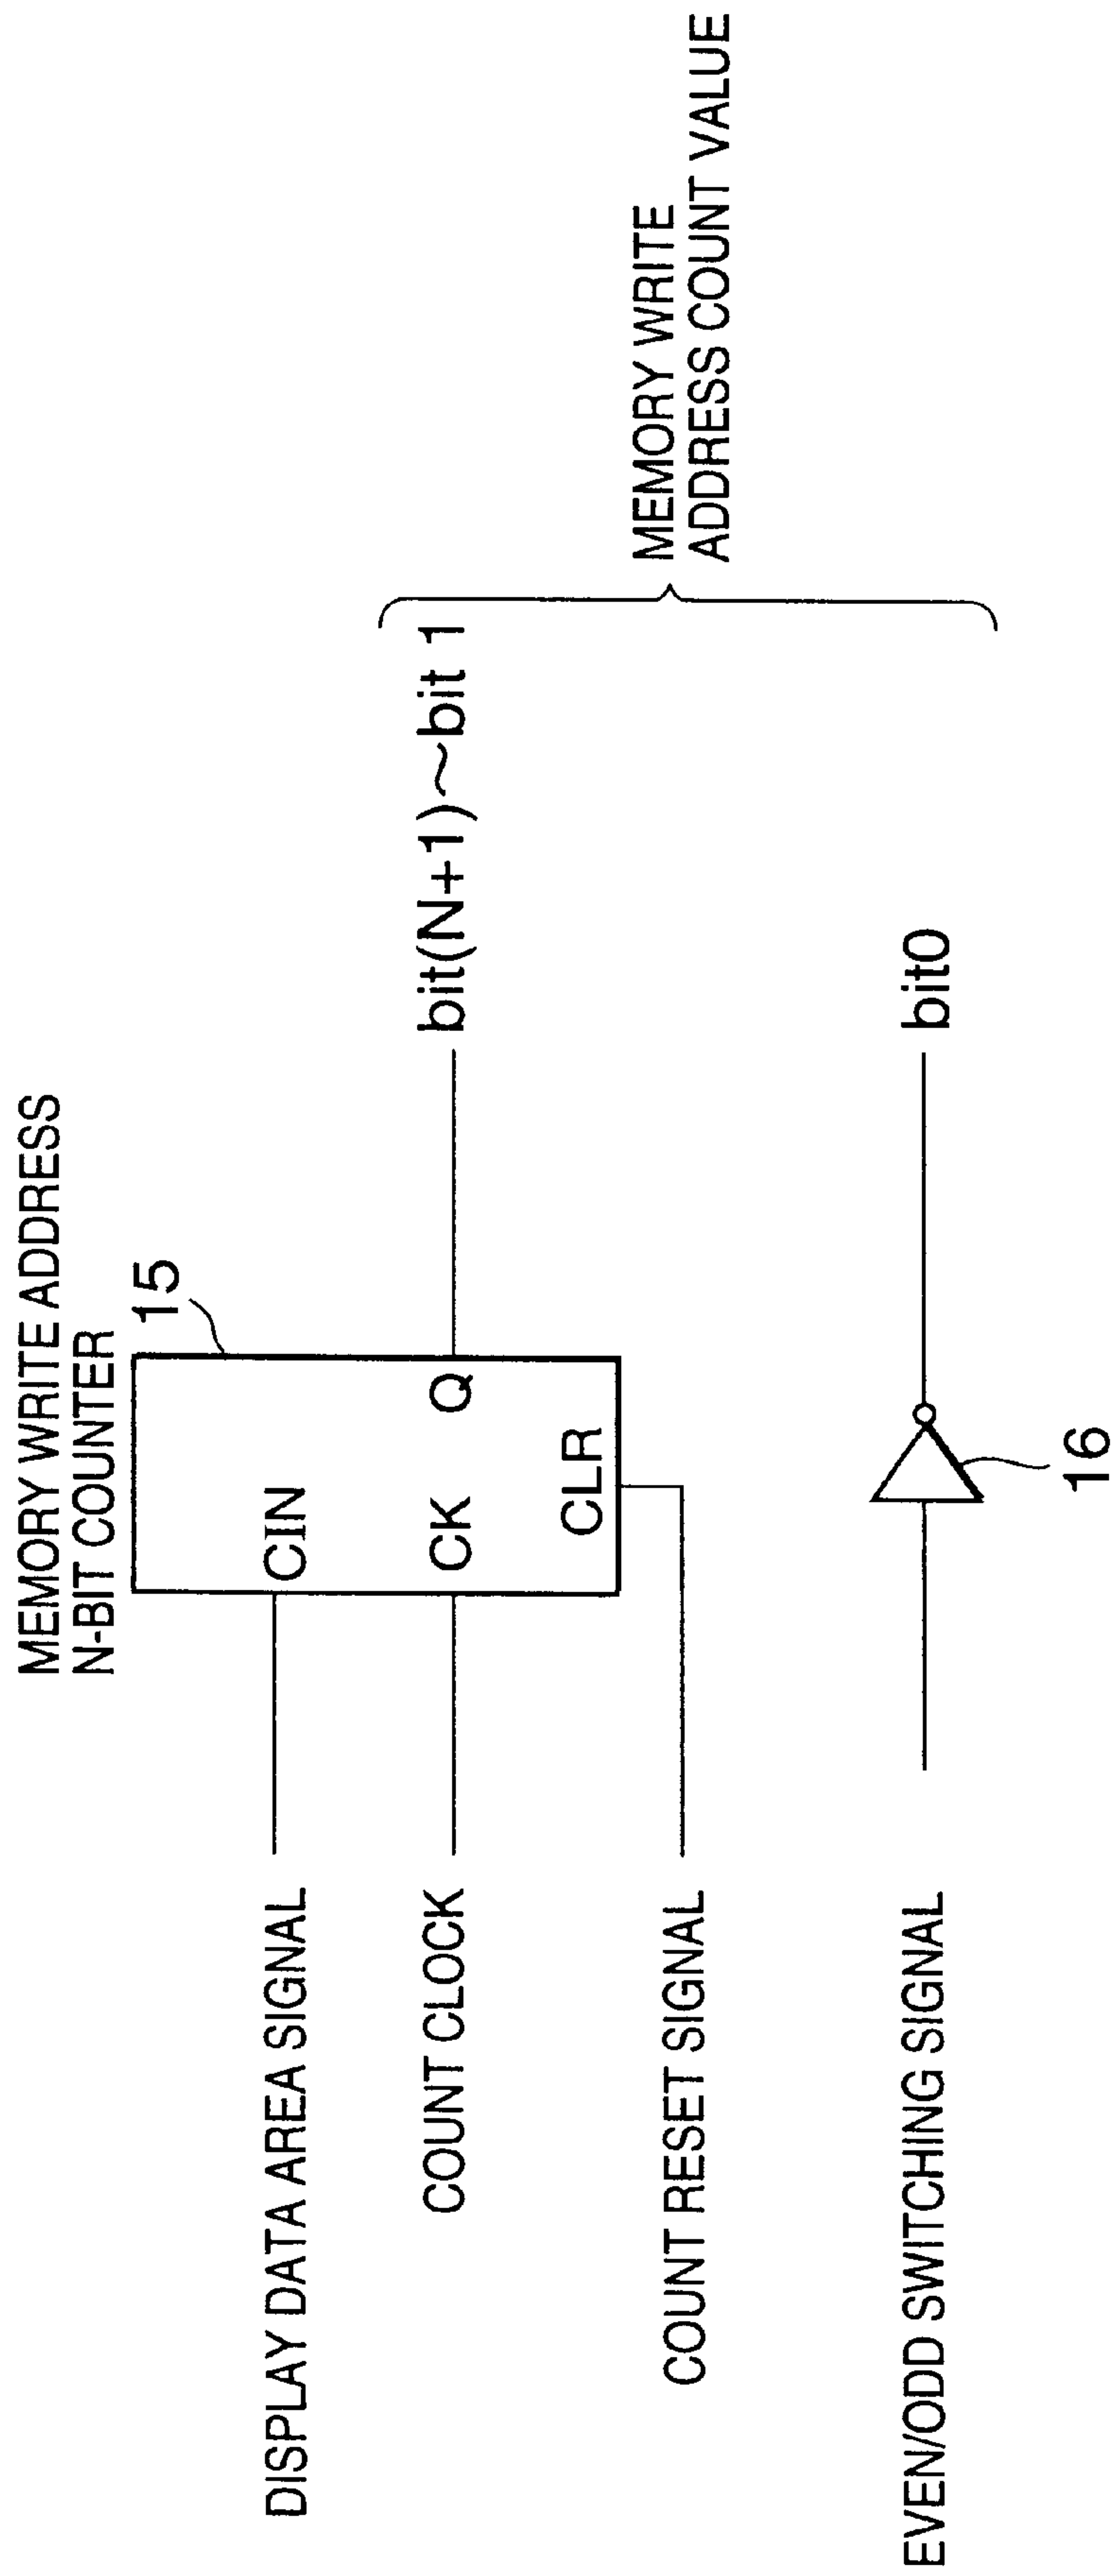 MEMORY WRITE ADDRESS
N-BIT COUNTER
15
DISPLAY DATA AREA SIGNAL
CIN
COUNT CLOCK
CK
Q
bit(N+1)~bit 1
CLR
COUNT RESET SIGNAL
MEMORY WRITE
ADDRESS COUNT VALUE
EVEN/ODD SWITCHING SIGNAL
bit0
16